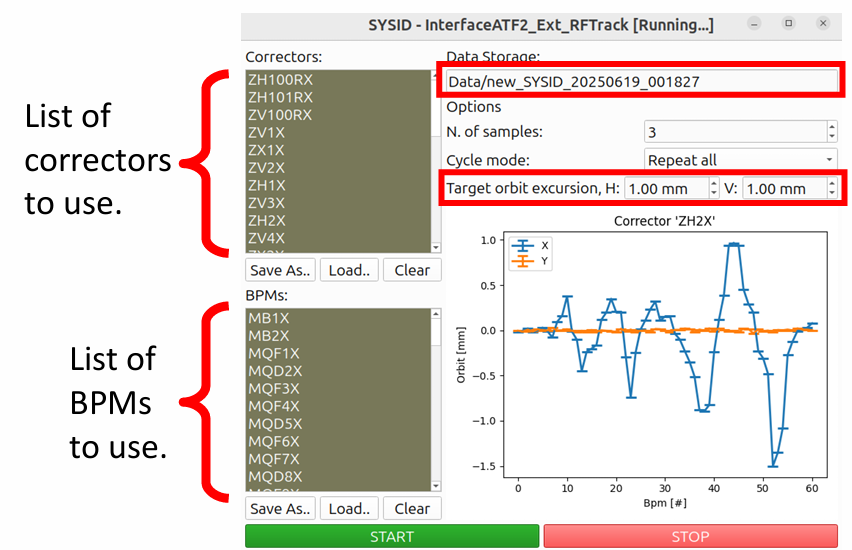 SYSID - InterfaceATF2_Ext_RFTrack [Running...]
List of
correctors
to use.
Correctors:
ZH100RX
ZH101RX
ZV100RX
ZV1X
ZX1X
ZV2X
ZH1X
ZV3X
ZH2X
ZV4X
Save As.. Load.. Clear
List of
BPMs
to use.
BPMs:
MB1X
MB2X
MQF1X
MQD2X
MQF3X
MQF4X
MQD5X
MQF6X
MQF7X
MQD8X
Save As.. Load.. Clear
Data Storage:
Data/new_SYSID_20250619_001827
Options
N. of samples: 3
Cycle mode: Repeat all
Target orbit excursion, H: 1.00 mm V: 1.00 mm
Corrector 'ZH2X'
X
Y
Orbit [mm]
1.0
0.5
0.0
−0.5
−1.0
−1.5
0 10 20 30 40 50 60
Bpm [#]
START STOP